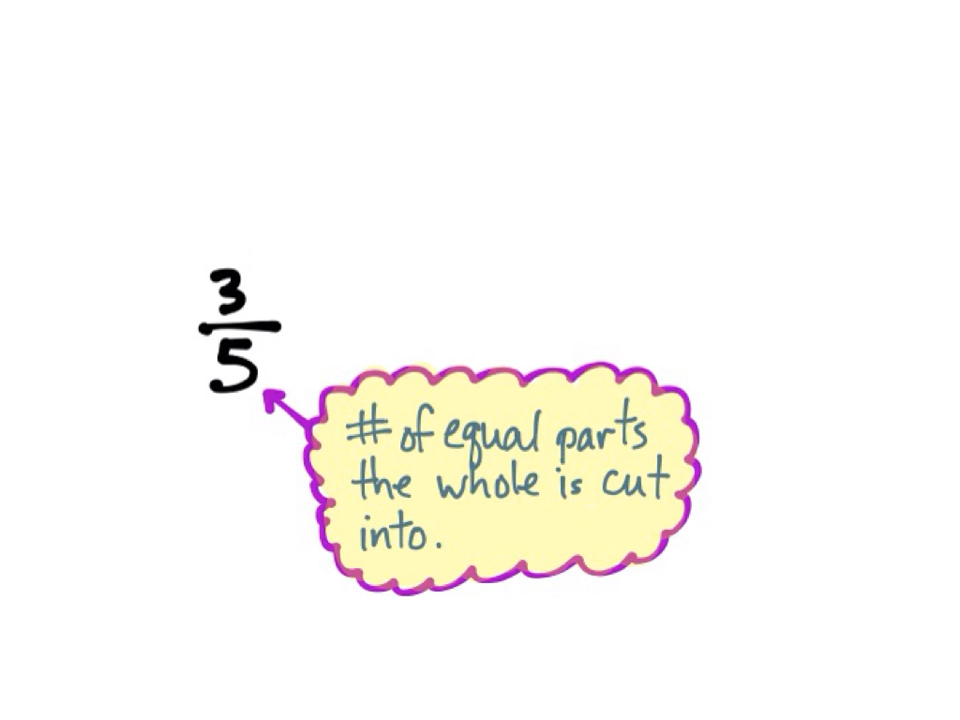 3
5
# of equal parts
the whole is cut
into.